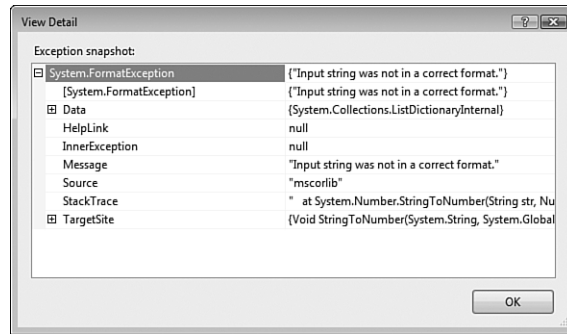 View Detail
Exception snapshot:
System.FormatException {"Input string was not in a correct format."}
[System.FormatException] {"Input string was not in a correct format."}
Data {System.Collections.ListDictionaryInternal}
HelpLink null
InnerException null
Message "Input string was not in a correct format."
Source "mscorlib"
StackTrace "   at System.Number.StringToNumber(String str, Nu
TargetSite {Void StringToNumber(System.String, System.Global
OK